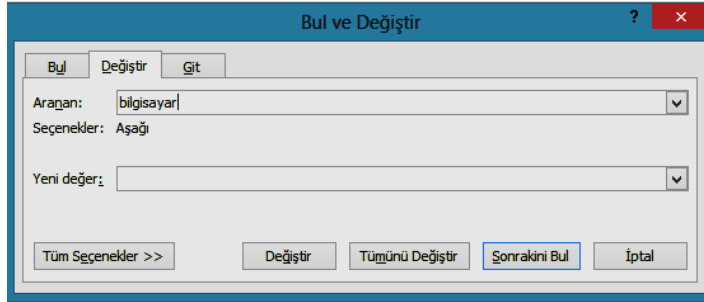 Bul ve Değiştir
? ×
Bul Değiştir Git
Aranan: bilgisayar
Seçenekler: Aşağı
Yeni değer:
Tüm Seçenekler >> Değiştir Tümünü Değiştir Sonrakini Bul İptal